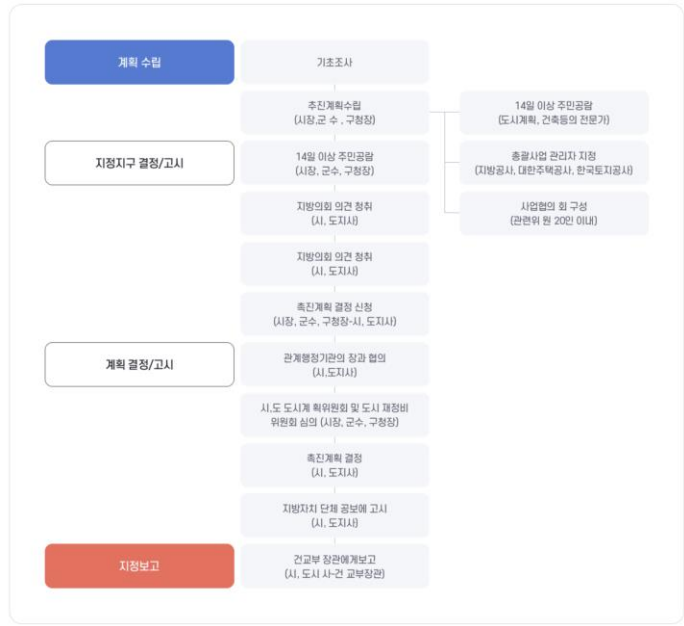 계획 수립
기초조사
추진계획수립
(시장,군 수 , 구청장)
14일 이상 주민공람
(도시계획, 건축등의 전문가)
지정지구 결정/고시
14일 이상 주민공람
(시장, 군수, 구청장)
총괄사업 관리자 지정
(지방공사, 대한주택공사, 한국토지공사)
지방의회 의견 청취
(시, 도지사)
사업협의 회 구성
(관련위 원 20인 이내)
지방의회 의견 청취
(시, 도지사)
촉진계획 결정 신청
(시장, 군수, 구청장-시, 도지사)
계획 결정/고시
관계행정기관의 장과 협의
(시,도지사)
시,도 도시계 획위원회 및 도시 재정비
위원회 심의 (시장, 군수, 구청장)
촉진계획 결정
(시, 도지사)
지방자치 단체 공보에 고시
(시, 도지사)
지정보고
건교부 장관에게보고
(시, 도시 사-건 교부장관)